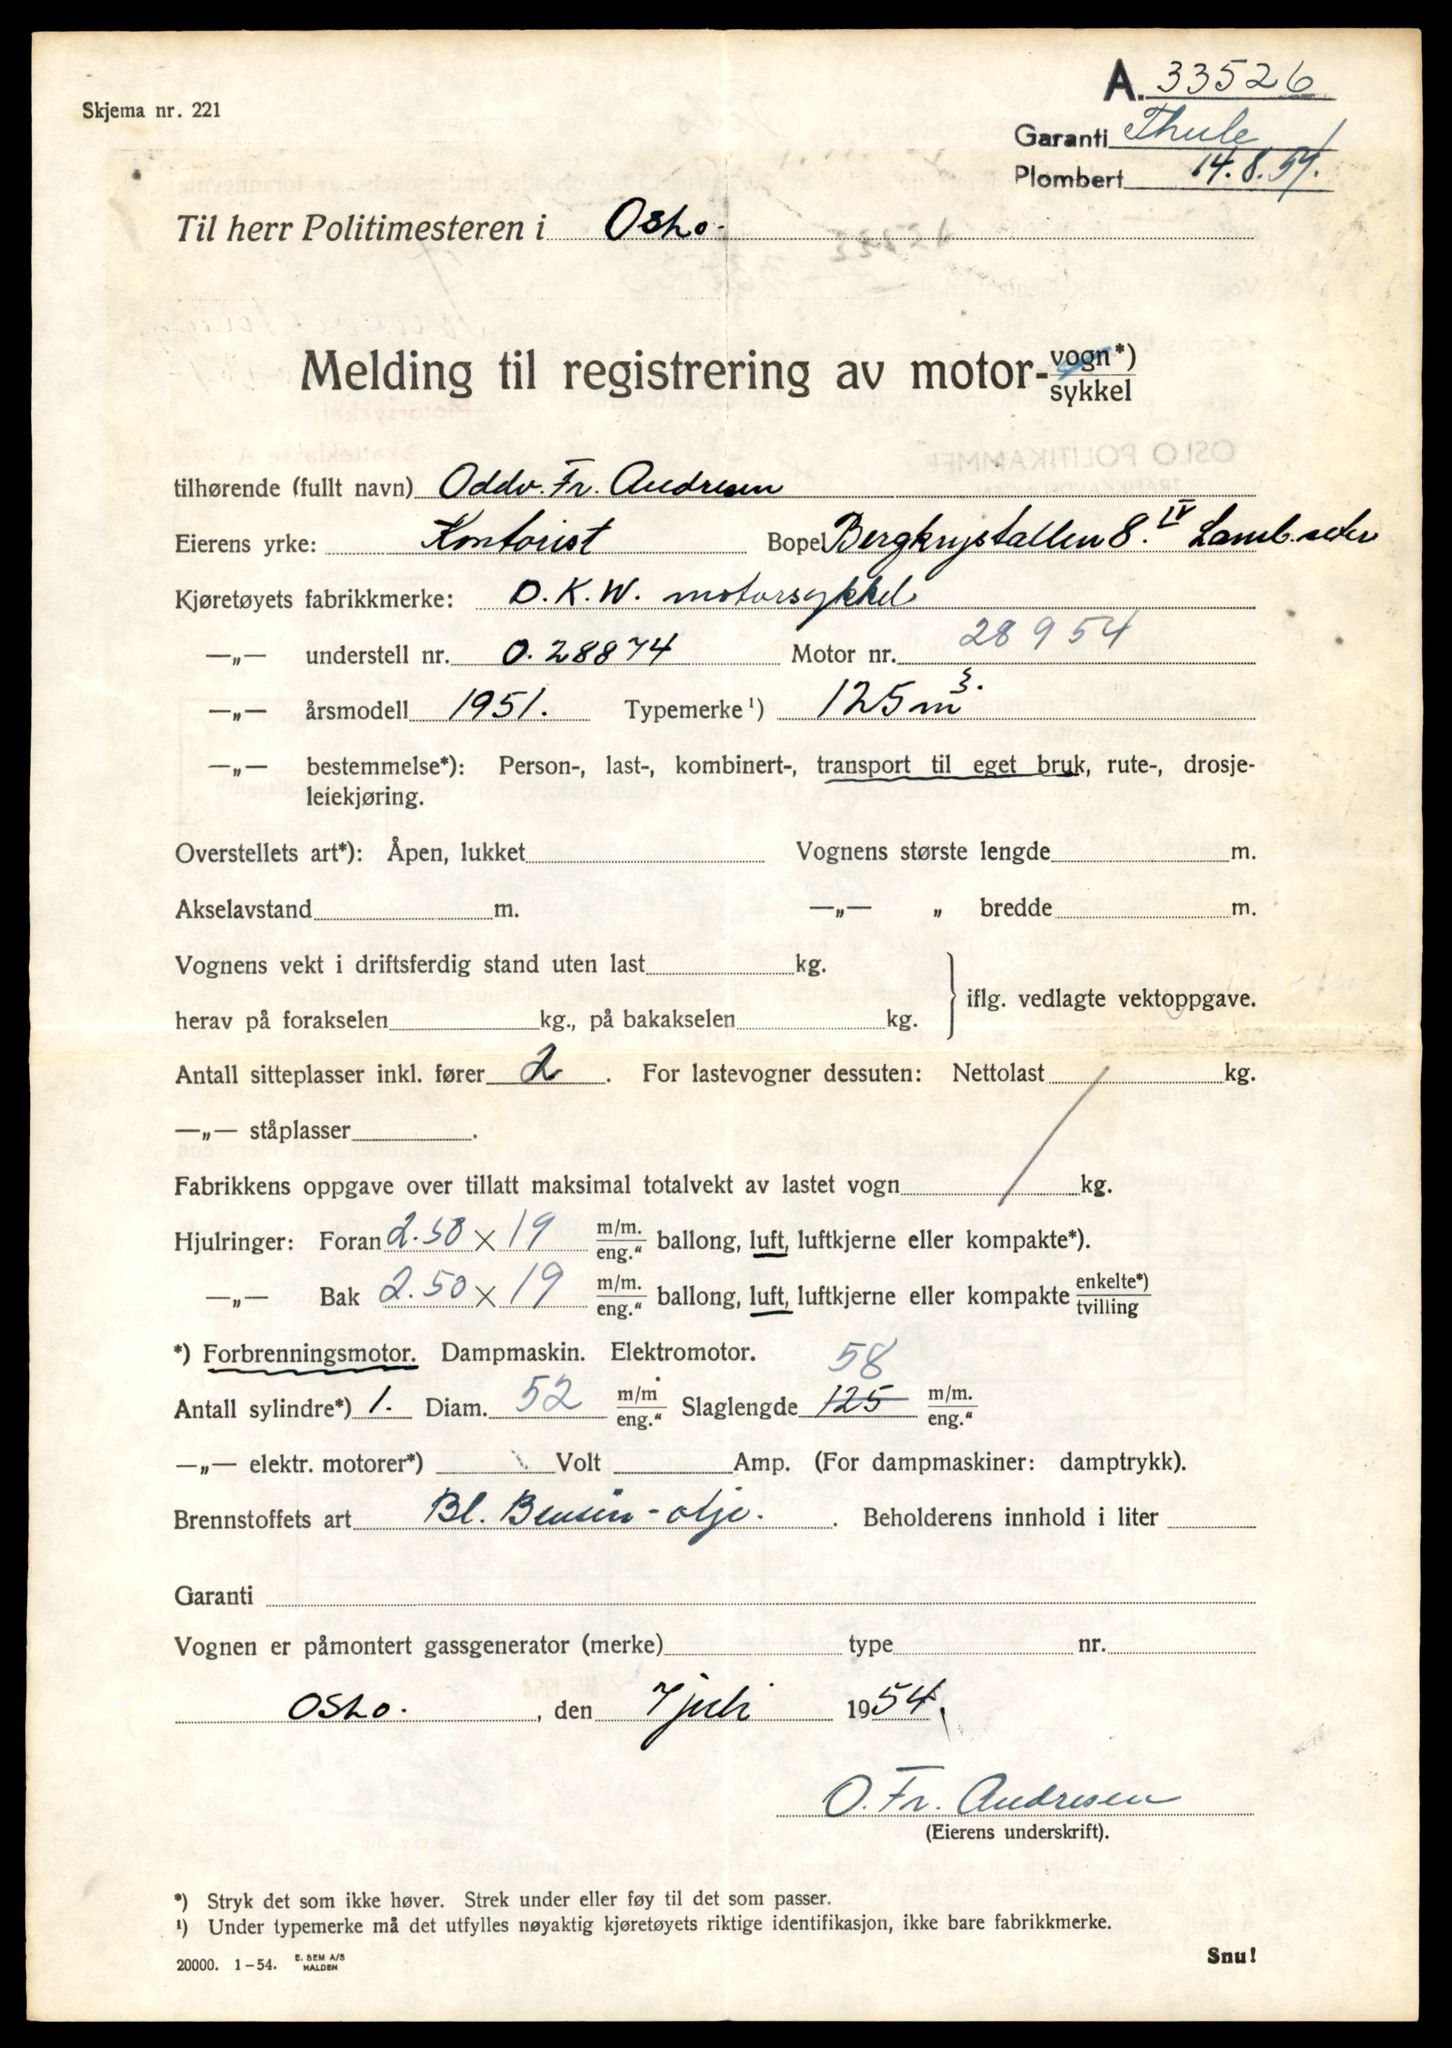 Skjema nr. 221
A. 33526
Garanti Thule
Plombert 14.8.54.
Til herr Politimesteren i Oslo.
Melding til registrering av motor-vogn*)
sykkel
tilhørende (fullt navn) Oddv. Fr. Andresen
Eierens yrke: Kontorist Bopel Bergkrystallen 8. IV Lamb.seter
Kjøretøyets fabrikkmerke: D.K.W. motorsykkel
—„— understell nr. 0.28874 Motor nr. 28954
—„— årsmodell 1951. Typemerke¹) 125 m³.
—„— bestemmelse*): Person-, last-, kombinert-, transport til eget bruk, rute-, drosje-
leiekjøring.
Overstellets art*): Åpen, lukket Vognens største lengde m.
Akselavstand m. —„— „ bredde m.
Vognens vekt i driftsferdig stand uten last kg.
iflg. vedlagte vektoppgave.
herav på forakselen kg., på bakakselen kg.
Antall sitteplasser inkl. fører 2 . For lastevogner dessuten: Nettolast kg.
—„— ståplasser .
Fabrikkens oppgave over tillatt maksimal totalvekt av lastet vogn kg.
Hjulringer: Foran 2.50 × 19 m/m. eng.“ ballong, luft, luftkjerne eller kompakte*).
—„— Bak 2.50 × 19 m/m. eng.“ ballong, luft, luftkjerne eller kompakte enkelte*) tvilling
*) Forbrenningsmotor. Dampmaskin. Elektromotor. 58
Antall sylindre*) 1. Diam. 52 m/m eng.“ Slaglengde 125 m/m. eng.“
—„— elektr. motorer*) Volt Amp. (For dampmaskiner: damptrykk).
Brennstoffets art Bl. Bensin-olje. . Beholderens innhold i liter
Garanti
Vognen er påmontert gassgenerator (merke) type nr.
Oslo. , den 7 juli 1954.
O. Fr. Andresen
(Eierens underskrift).
*) Stryk det som ikke høver. Strek under eller føy til det som passer.
¹) Under typemerke må det utfylles nøyaktig kjøretøyets riktige identifikasjon, ikke bare fabrikkmerke.
20000. 1-54. E. SEM A/S HALDEN
Snu!